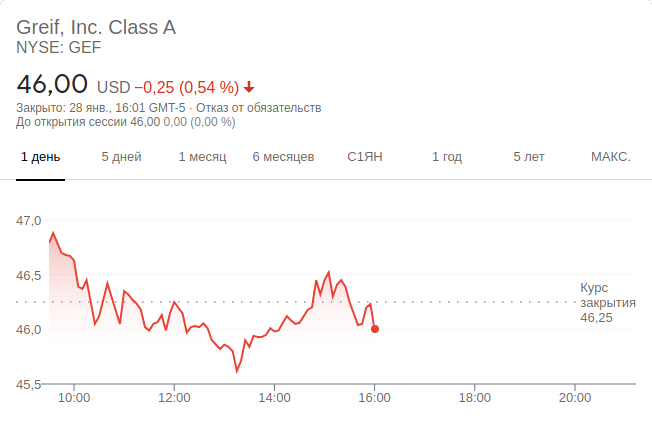 Greif, Inc. Class A
NYSE: GEF
46,00 USD −0,25 (0,54 %)
Закрыто: 28 янв., 16:01 GMT-5 · Отказ от обязательств
До открытия сессии 46,00 0,00 (0,00 %)
1 день 5 дней 1 месяц 6 месяцев С1ЯН 1 год 5 лет МАКС.
47,0
46,5
Курс
закрытия
46,25
46,0
45,5
10:00 12:00 14:00 16:00 18:00 20:00